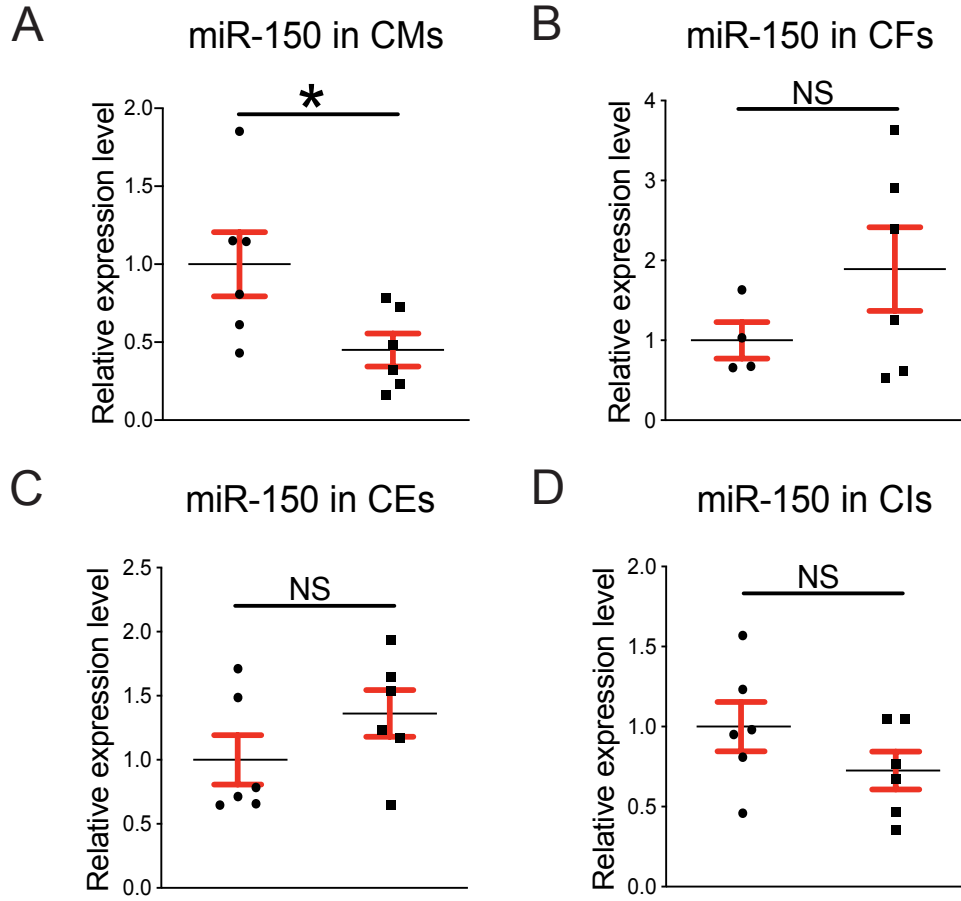 A
miR-150 in CMs
*
Relative expression level
2.0
1.5
1.0
0.5
0.0
B
miR-150 in CFs
NS
Relative expression level
4
3
2
1
0
C
miR-150 in CEs
NS
Relative expression level
2.5
2.0
1.5
1.0
0.5
0.0
D
miR-150 in CIs
NS
Relative expression level
2.0
1.5
1.0
0.5
0.0